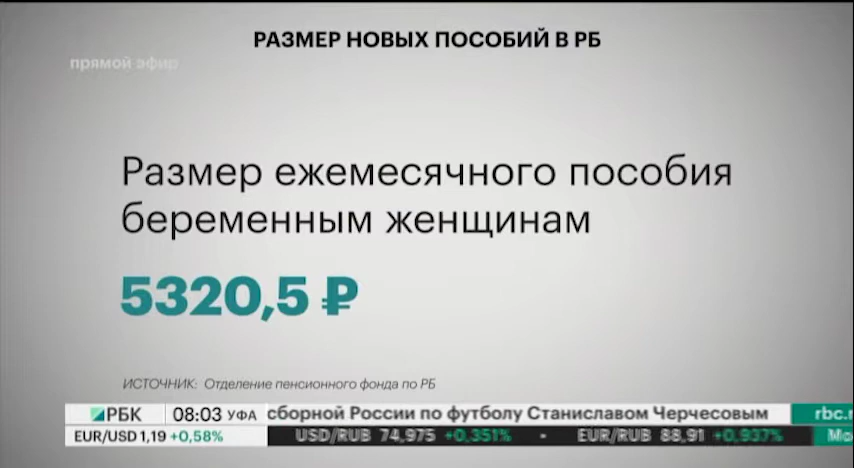 РАЗМЕР НОВЫХ ПОСОБИЙ В РБ
прямой эфир
Размер ежемесячного пособия
беременным женщинам
5320,5 ₽
ИСТОЧНИК: Отделение пенсионного фонда по РБ
РБК 08:03 УФА сборной России по футболу Станиславом Черчесовым rbc.r
EUR/USD 1,19 +0,58% USD/RUB 74,975 +0,351% - EUR/RUB 88,91 +0,937% Мо